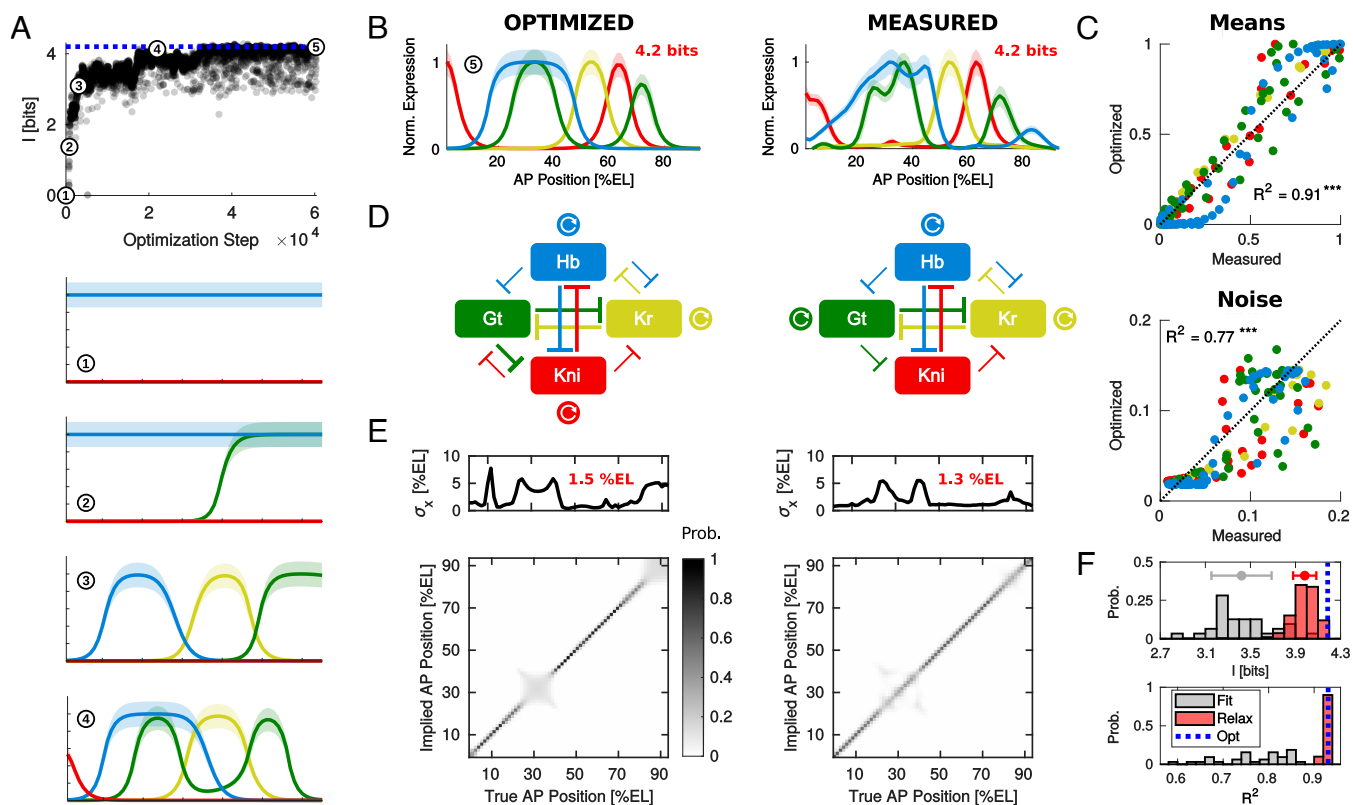 A
I [bits]
4
2
0
①
②
③
④
⑤
0
2
4
6
Optimization Step
× 10⁴
①
②
③
④
B
OPTIMIZED
4.2 bits
⑤
Norm. Expression
1
0
20
40
60
80
AP Position [%EL]
MEASURED
4.2 bits
Norm. Expression
1
0
20
40
60
80
AP Position [%EL]
C
Means
Optimized
1
0.5
0
R² = 0.91 ***
0
0.5
1
Measured
Noise
Optimized
0.2
0.1
0
R² = 0.77 ***
0
0.1
0.2
Measured
D
Hb
Gt
Kr
Kni
Hb
Gt
Kr
Kni
E
σx [%EL]
10
5
0
1.5 %EL
σx [%EL]
10
5
0
1.3 %EL
Prob.
1
0.8
0.6
0.4
0.2
0
Implied AP Position [%EL]
90
70
50
30
10
10
30
50
70
90
True AP Position [%EL]
Implied AP Position [%EL]
90
70
50
30
10
10
30
50
70
90
True AP Position [%EL]
F
Prob.
0.5
0.25
0
2.7
3.1
3.5
3.9
4.3
I [bits]
Prob.
1
0.5
0
Fit
Relax
Opt
0.6
0.7
0.8
0.9
R²